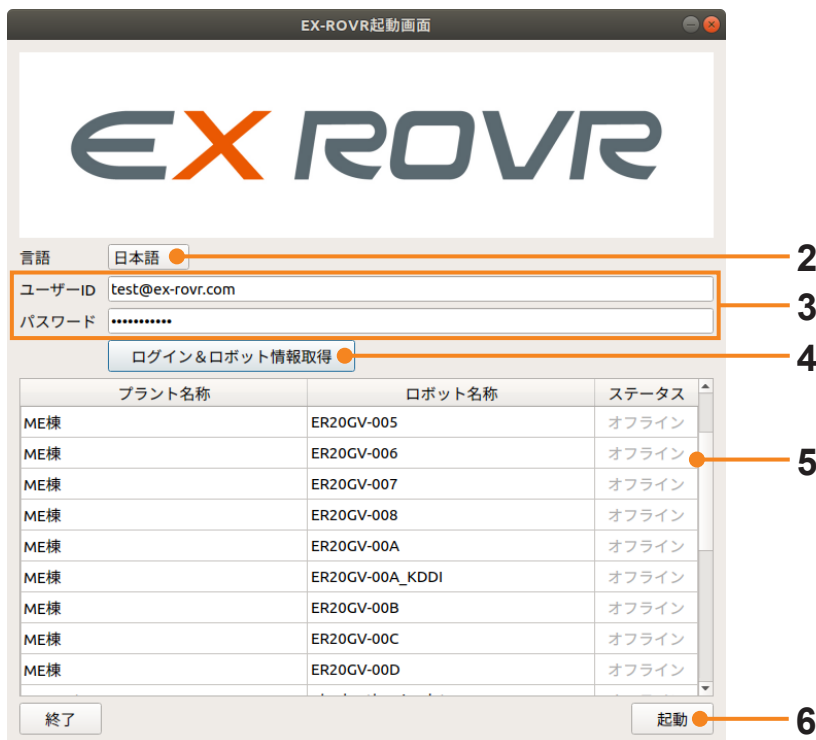 EX-ROVR起動画面
EX ROVR
言語 日本語 2
ユーザーID test@ex-rovr.com
3
パスワード •••••••••••
ログイン＆ロボット情報取得 4
プラント名称 ロボット名称 ステータス
ME棟 ER20GV-005 オフライン
ME棟 ER20GV-006 オフライン 5
ME棟 ER20GV-007 オフライン
ME棟 ER20GV-008 オフライン
ME棟 ER20GV-00A オフライン
ME棟 ER20GV-00A_KDDI オフライン
ME棟 ER20GV-00B オフライン
ME棟 ER20GV-00C オフライン
ME棟 ER20GV-00D オフライン
終了 起動 6